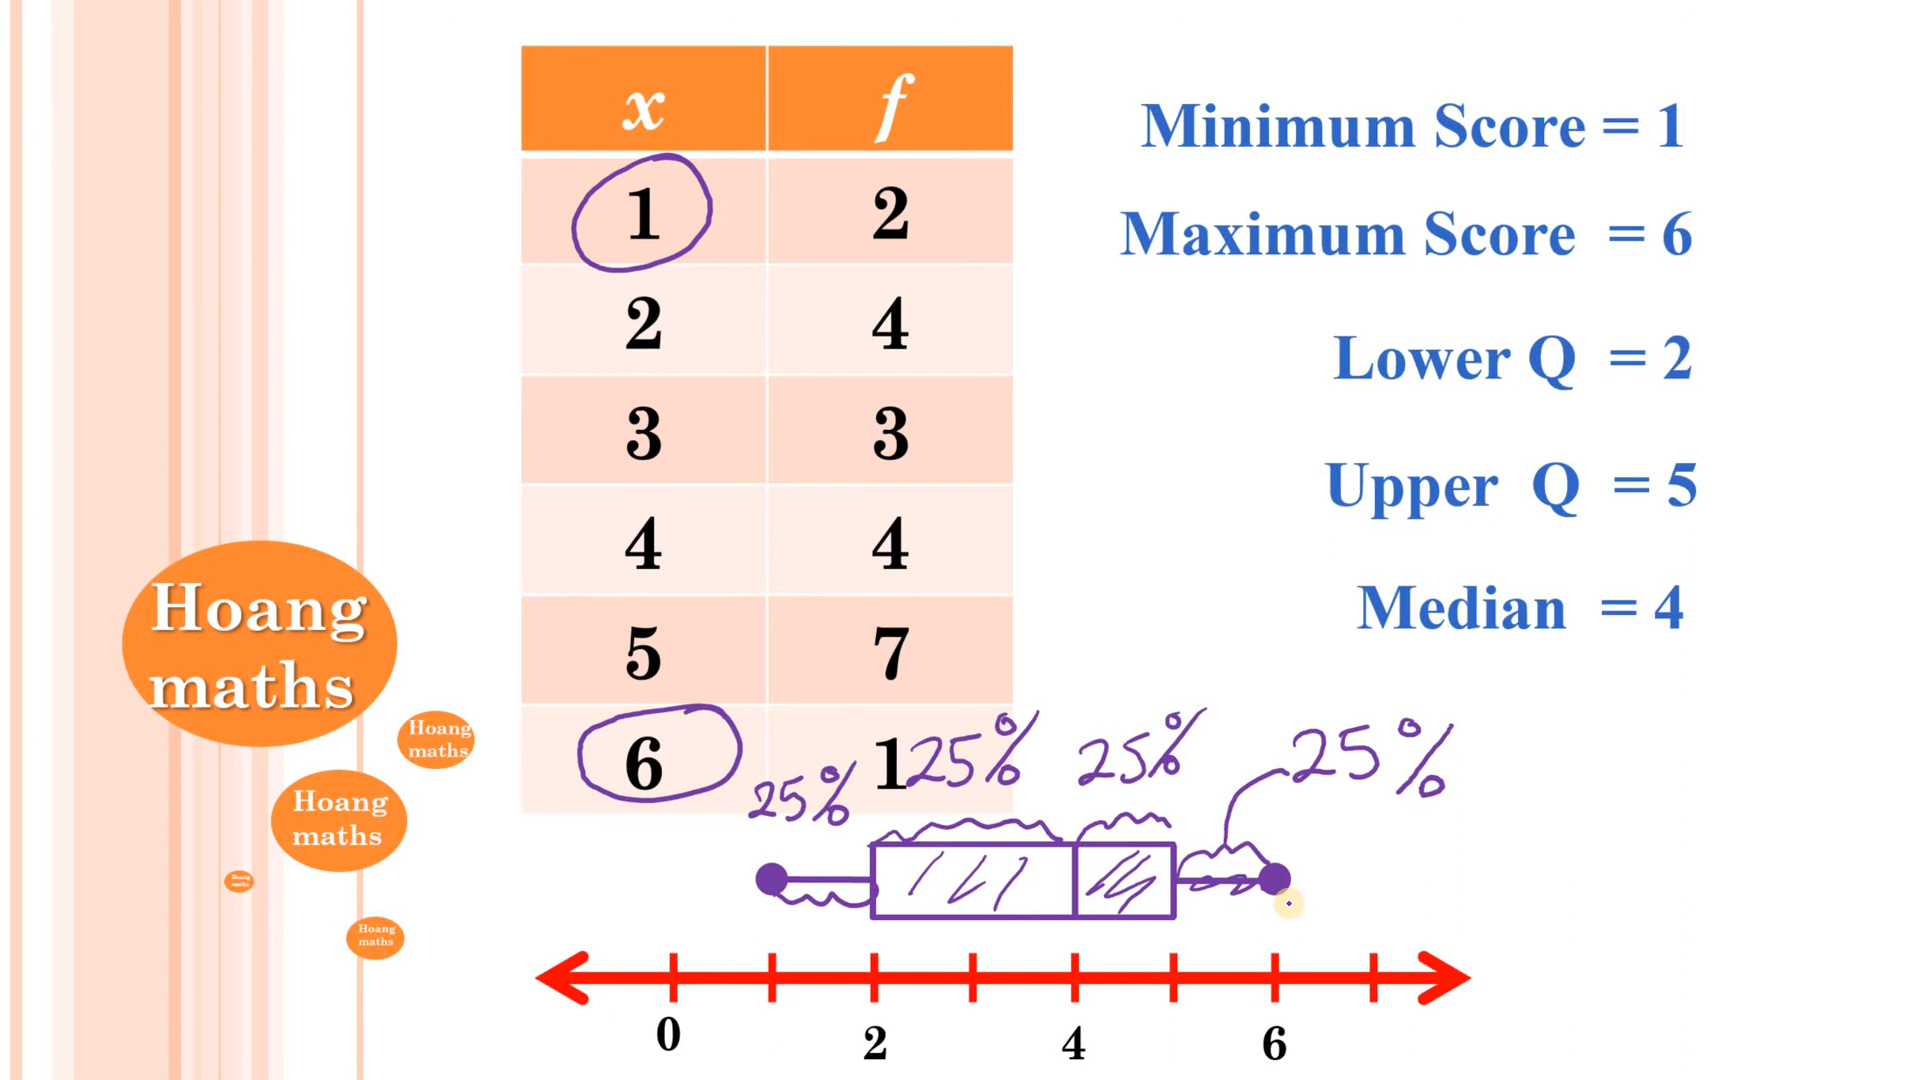 x f
1 2
2 4
3 3
4 4
5 7
6 1
Minimum Score = 1
Maximum Score = 6
Lower Q = 2
Upper Q = 5
Median = 4
Hoang
maths
Hoang
maths
Hoang
maths
Hoang
maths
Hoang
maths
25% 25% 25% 25%
0 2 4 6